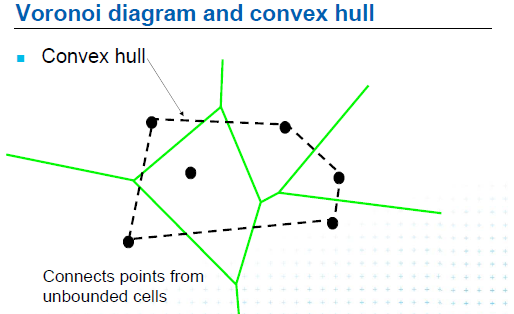 Voronoi diagram and convex hull
Convex hull
Connects points from
unbounded cells